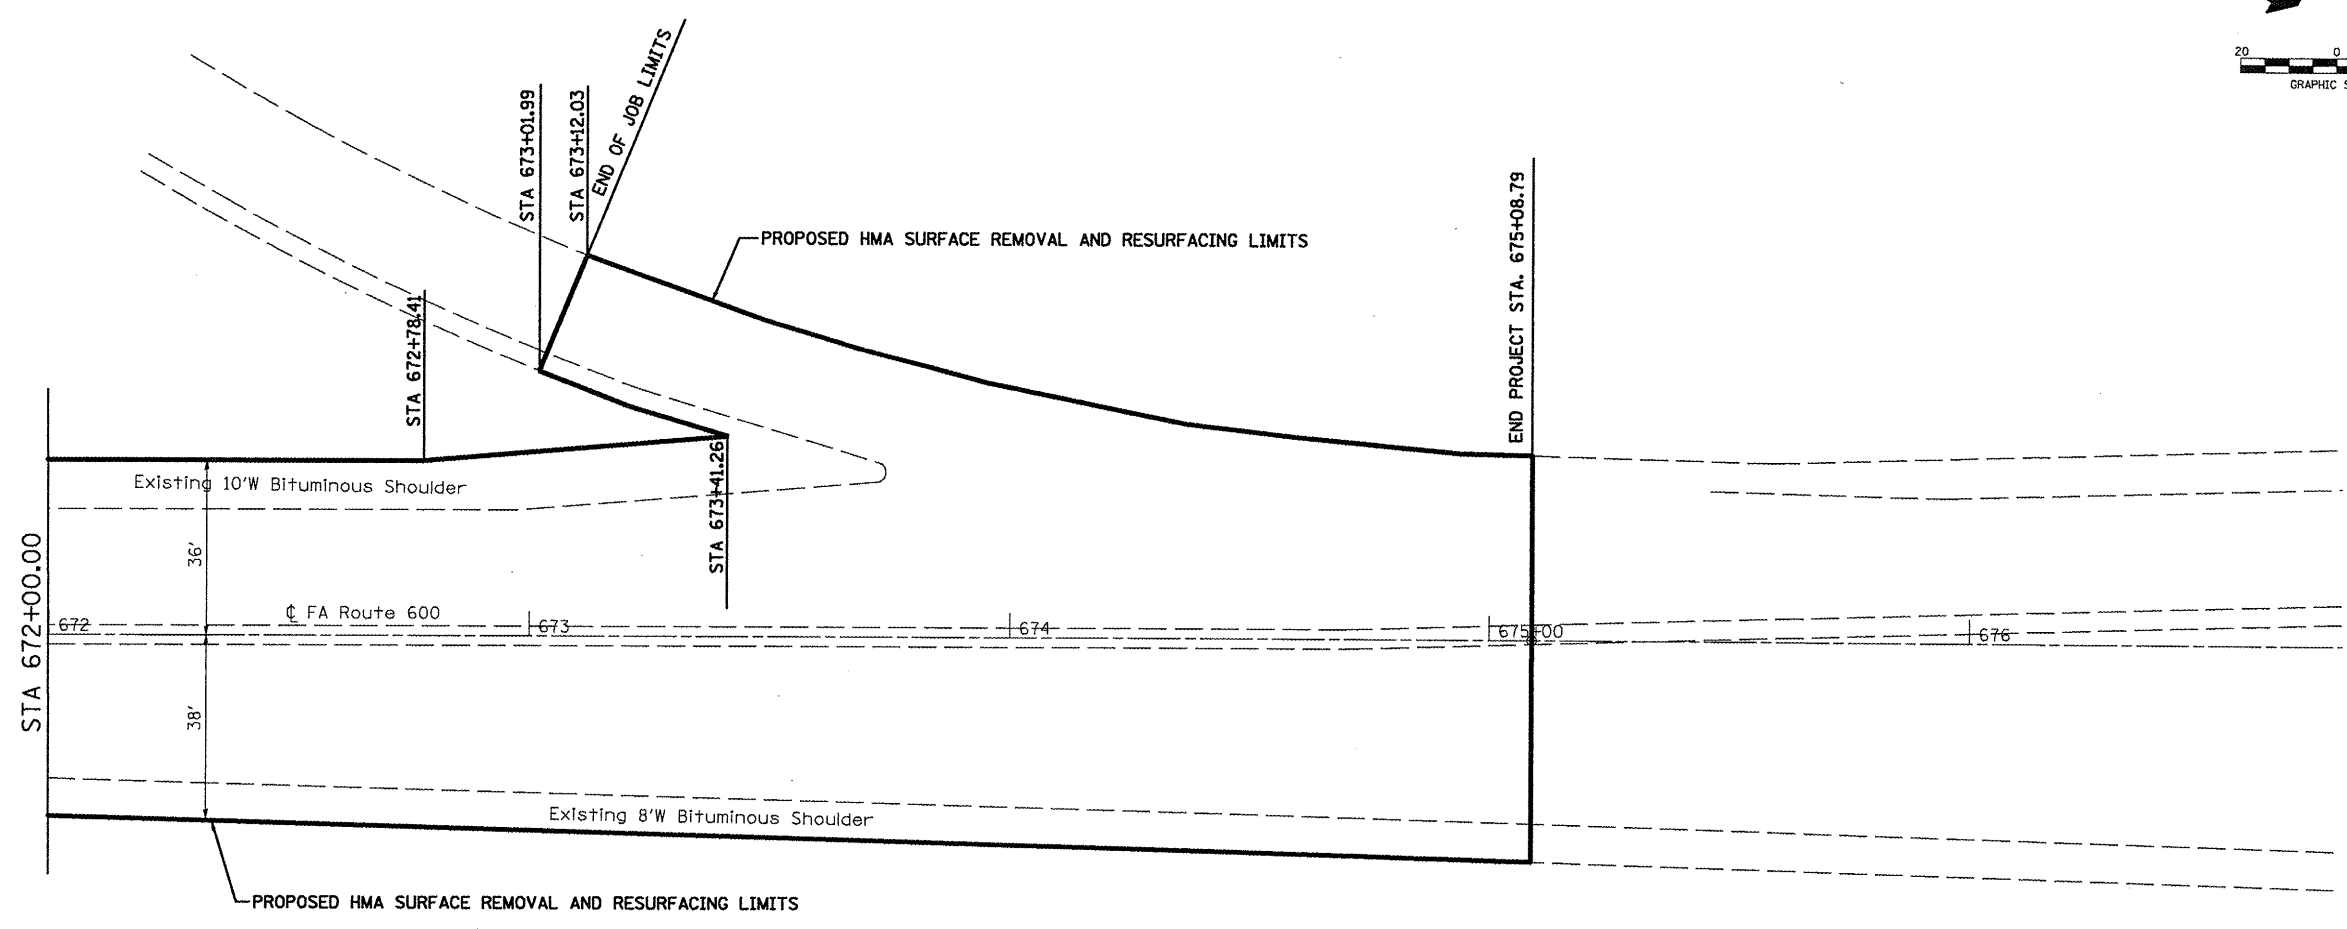 20 0
GRAPHIC S
END OF JOB LIMITS
STA 673+01.99
STA 673+12.03
END PROJECT STA. 675+08.79
PROPOSED HMA SURFACE REMOVAL AND RESURFACING LIMITS
STA 672+78.41
STA 673+41.26
Existing 10'W Bituminous Shoulder
36'
STA 672+00.00
℄ FA Route 600
672
673
674
675+00
676
38'
Existing 8'W Bituminous Shoulder
PROPOSED HMA SURFACE REMOVAL AND RESURFACING LIMITS